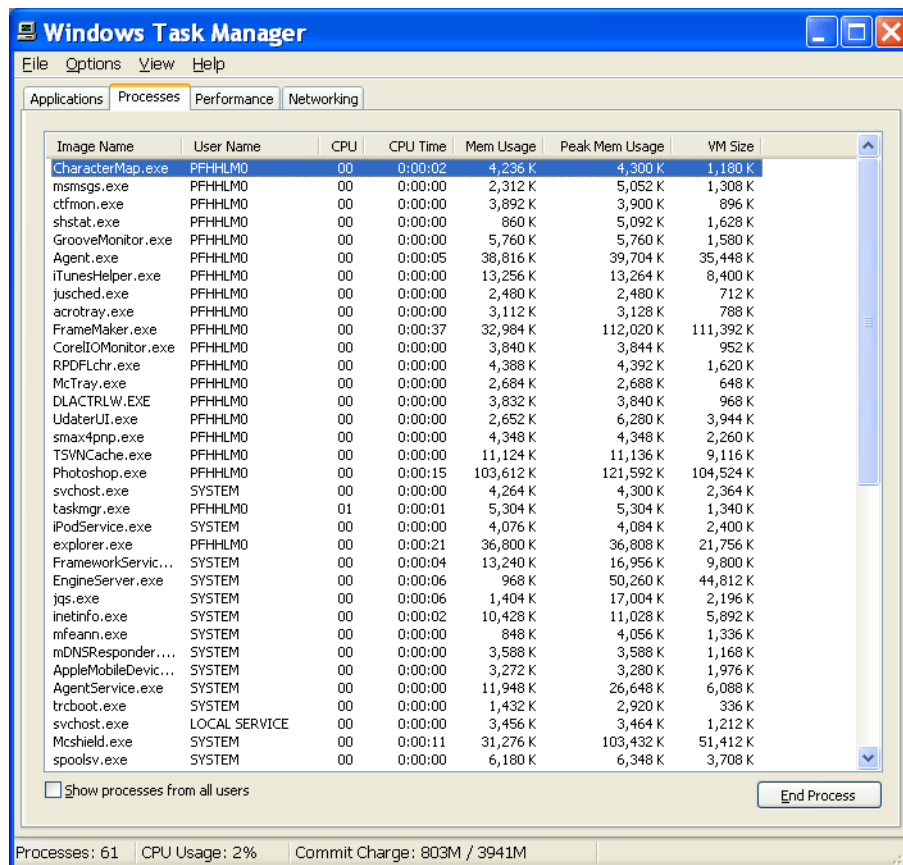 Windows Task Manager
File Options View Help
Applications Processes Performance Networking
Image Name User Name CPU CPU Time Mem Usage Peak Mem Usage VM Size
CharacterMap.exe PFHHLM0 00 0:00:02 4,236 K 4,300 K 1,180 K
msmsgs.exe PFHHLM0 00 0:00:00 2,312 K 5,052 K 1,308 K
ctfmon.exe PFHHLM0 00 0:00:00 3,892 K 3,900 K 896 K
shstat.exe PFHHLM0 00 0:00:00 860 K 5,092 K 1,628 K
GrooveMonitor.exe PFHHLM0 00 0:00:00 5,760 K 5,760 K 1,580 K
Agent.exe PFHHLM0 00 0:00:05 38,816 K 39,704 K 35,448 K
iTunesHelper.exe PFHHLM0 00 0:00:00 13,256 K 13,264 K 8,400 K
jusched.exe PFHHLM0 00 0:00:00 2,480 K 2,480 K 712 K
acrotray.exe PFHHLM0 00 0:00:00 3,112 K 3,128 K 788 K
FrameMaker.exe PFHHLM0 00 0:00:37 32,984 K 112,020 K 111,392 K
CorelIOMonitor.exe PFHHLM0 00 0:00:00 3,840 K 3,844 K 952 K
RPDFLchr.exe PFHHLM0 00 0:00:00 4,388 K 4,392 K 1,620 K
McTray.exe PFHHLM0 00 0:00:00 2,684 K 2,688 K 648 K
DLACTRLW.EXE PFHHLM0 00 0:00:00 3,832 K 3,840 K 968 K
UdaterUI.exe PFHHLM0 00 0:00:00 2,652 K 6,280 K 3,944 K
smax4pnp.exe PFHHLM0 00 0:00:00 4,348 K 4,348 K 2,260 K
TSVNCache.exe PFHHLM0 00 0:00:00 11,124 K 11,136 K 9,116 K
Photoshop.exe PFHHLM0 00 0:00:15 103,612 K 121,592 K 104,524 K
svchost.exe SYSTEM 00 0:00:00 4,264 K 4,300 K 2,364 K
taskmgr.exe PFHHLM0 01 0:00:01 5,304 K 5,304 K 1,340 K
iPodService.exe SYSTEM 00 0:00:00 4,076 K 4,084 K 2,400 K
explorer.exe PFHHLM0 00 0:00:21 36,800 K 36,808 K 21,756 K
FrameworkServic... SYSTEM 00 0:00:04 13,240 K 16,956 K 9,800 K
EngineServer.exe SYSTEM 00 0:00:06 968 K 50,260 K 44,812 K
jqs.exe SYSTEM 00 0:00:06 1,404 K 17,004 K 2,196 K
inetinfo.exe SYSTEM 00 0:00:02 10,428 K 11,028 K 5,892 K
mfeann.exe SYSTEM 00 0:00:00 848 K 4,056 K 1,336 K
mDNSResponder.... SYSTEM 00 0:00:00 3,588 K 3,588 K 1,168 K
AppleMobileDevic... SYSTEM 00 0:00:00 3,272 K 3,280 K 1,976 K
AgentService.exe SYSTEM 00 0:00:00 11,948 K 26,648 K 6,088 K
trcboot.exe SYSTEM 00 0:00:00 1,432 K 2,920 K 336 K
svchost.exe LOCAL SERVICE 00 0:00:00 3,456 K 3,464 K 1,212 K
Mcshield.exe SYSTEM 00 0:00:11 31,276 K 103,432 K 51,412 K
spoolsv.exe SYSTEM 00 0:00:00 6,180 K 6,348 K 3,708 K
Show processes from all users
End Process
Processes: 61 CPU Usage: 2% Commit Charge: 803M / 3941M